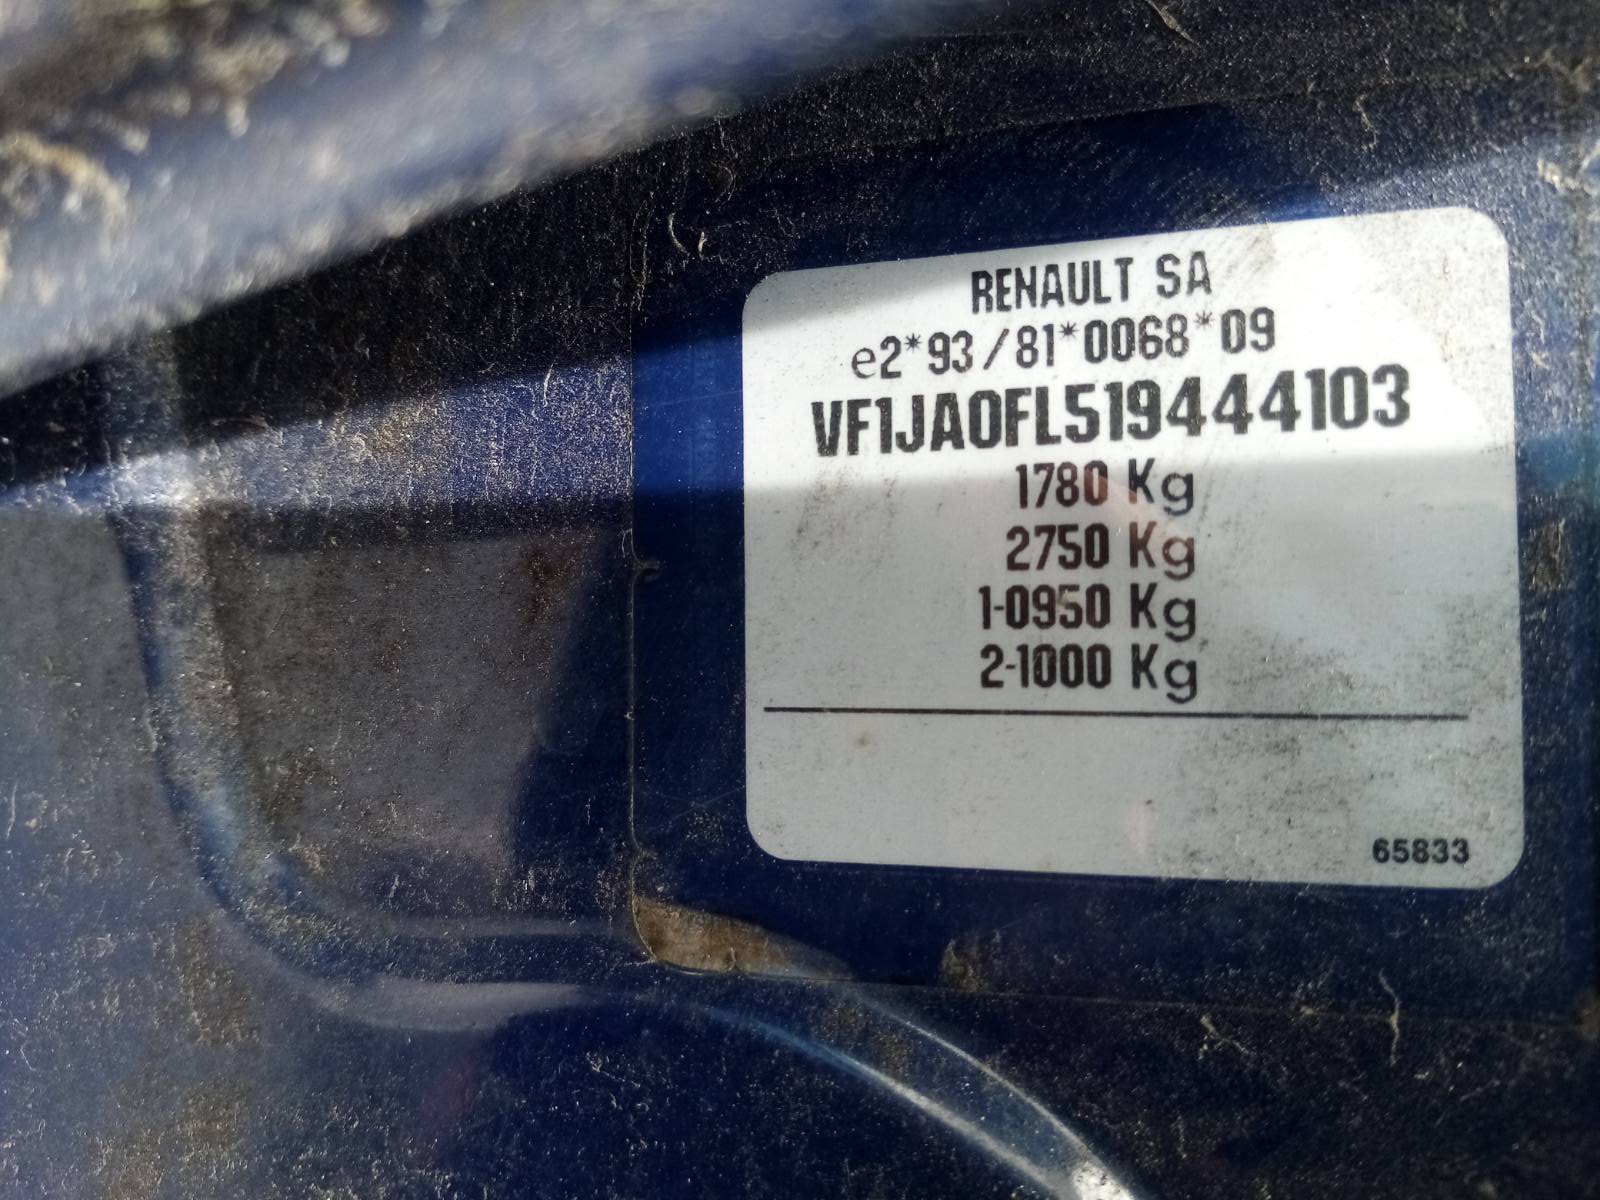 RENAULT SA
e2*93/81*0068*09
VF1JA0FL519444103
1780 Kg
2750 Kg
1-0950 Kg
2-1000 Kg
65833